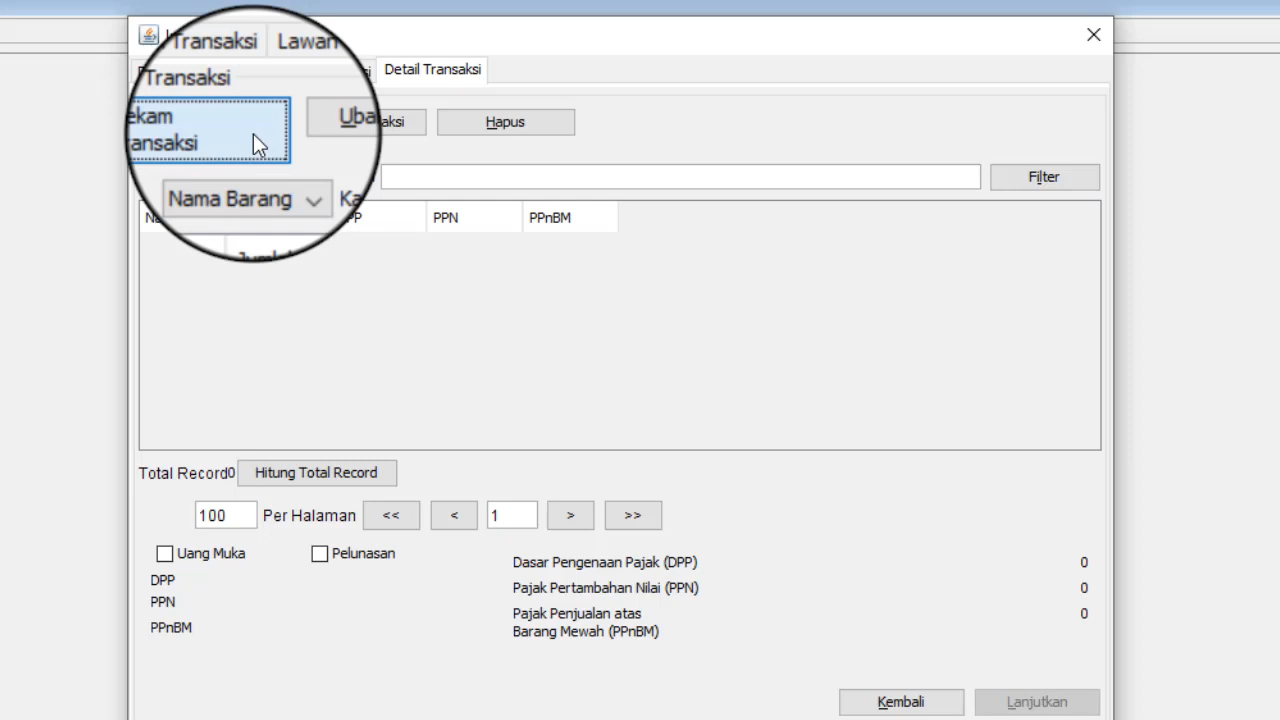 Transaksi Lawan
Detail Transaksi
Transaksi
ekam
ansaksi
Uba
aksi
Hapus
Nama Barang
Ka
Filter
Na
PP
PPN
PPnBM
Total Record0
Hitung Total Record
100 Per Halaman << < 1 > >>
Uang Muka
Pelunasan
DPP
PPN
PPnBM
Dasar Pengenaan Pajak (DPP) 0
Pajak Pertambahan Nilai (PPN) 0
Pajak Penjualan atas 0
Barang Mewah (PPnBM)
Kembali
Lanjutkan